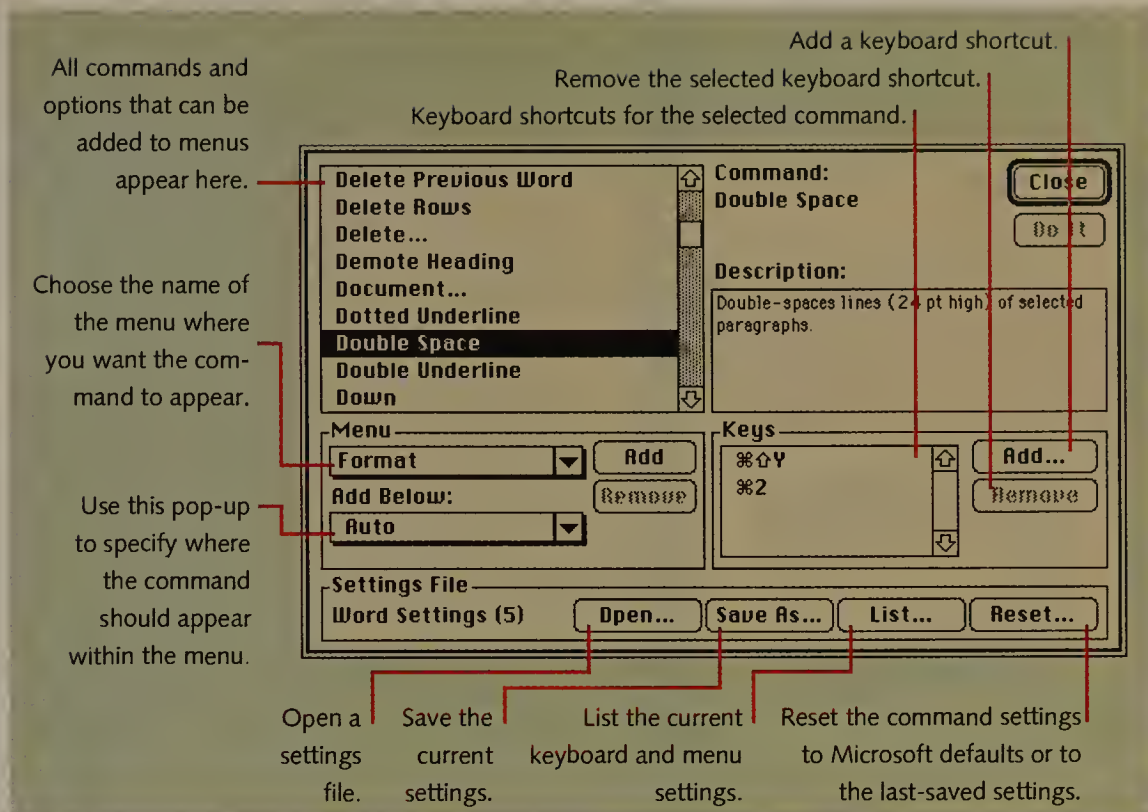 Add a keyboard shortcut.
Remove the selected keyboard shortcut.
Keyboard shortcuts for the selected command.
All commands and
options that can be
added to menus
appear here.
Choose the name of
the menu where
you want the com-
mand to appear.
Use this pop-up
to specify where
the command
should appear
within the menu.
Delete Previous Word
Delete Rows
Delete...
Demote Heading
Document...
Dotted Underline
Double Space
Double Underline
Down
Command:
Double Space
Close
Do It
Description:
Double-spaces lines (24 pt high) of selected
paragraphs.
Menu
Format
Add
Add Below:
Remove
Auto
Keys
⌘⇧Y
⌘2
Add...
Remove
Settings File
Word Settings (5)
Open...
Save As...
List...
Reset...
Open a
settings
file.
Save the
current
settings.
List the current
keyboard and menu
settings.
Reset the command settings
to Microsoft defaults or to
the last-saved settings.